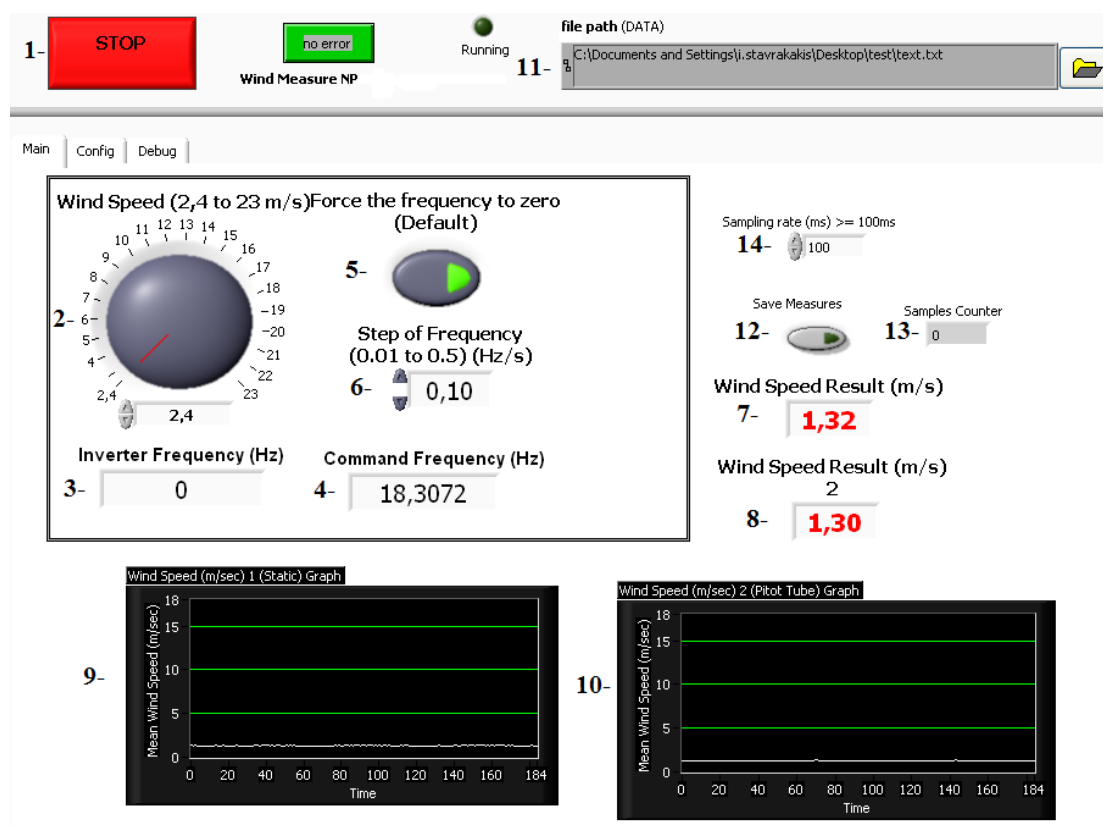 1-
STOP
no error
Wind Measure NP
Running
11-
file path (DATA)
C:\Documents and Settings\i.stavrakakis\Desktop\test\text.txt
Main
Config
Debug
Wind Speed (2,4 to 23 m/s)
2-
2,4
4
5
6
7
8
9
10
11
12
13
14
15
16
17
18
19
20
21
22
23
2,4
Force the frequency to zero
(Default)
5-
Step of Frequency
(0.01 to 0.5) (Hz/s)
6-
0,10
Inverter Frequency (Hz)
3-
0
Command Frequency (Hz)
4-
18,3072
Sampling rate (ms) >= 100ms
14-
100
Save Measures
12-
Samples Counter
13-
0
Wind Speed Result (m/s)
7-
1,32
Wind Speed Result (m/s)
2
8-
1,30
9-
Wind Speed (m/sec) 1 (Static) Graph
Mean Wind Speed (m/sec)
18
15
10
5
0
0 20 40 60 80 100 120 140 160 184
Time
10-
Wind Speed (m/sec) 2 (Pitot Tube) Graph
Mean Wind Speed (m/sec)
18
15
10
5
0
0 20 40 60 80 100 120 140 160 184
Time